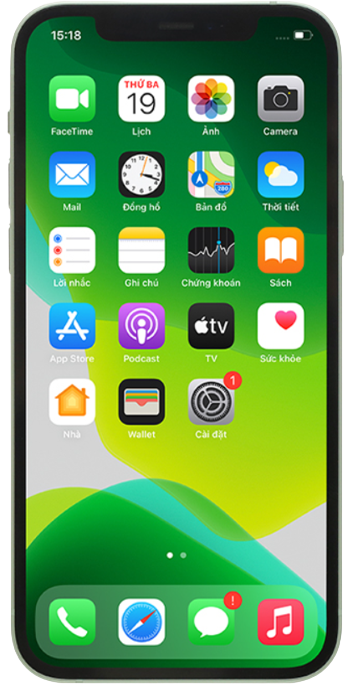 15:18
THỨ BA
19
FaceTime
Lịch
Ảnh
Camera
280
Mail
Đồng hồ
Bản đồ
Thời tiết
Lời nhắc
Ghi chú
Chứng khoán
Sách
tv
App Store
Podcast
TV
Sức khỏe
1
Nhà
Wallet
Cài đặt
!